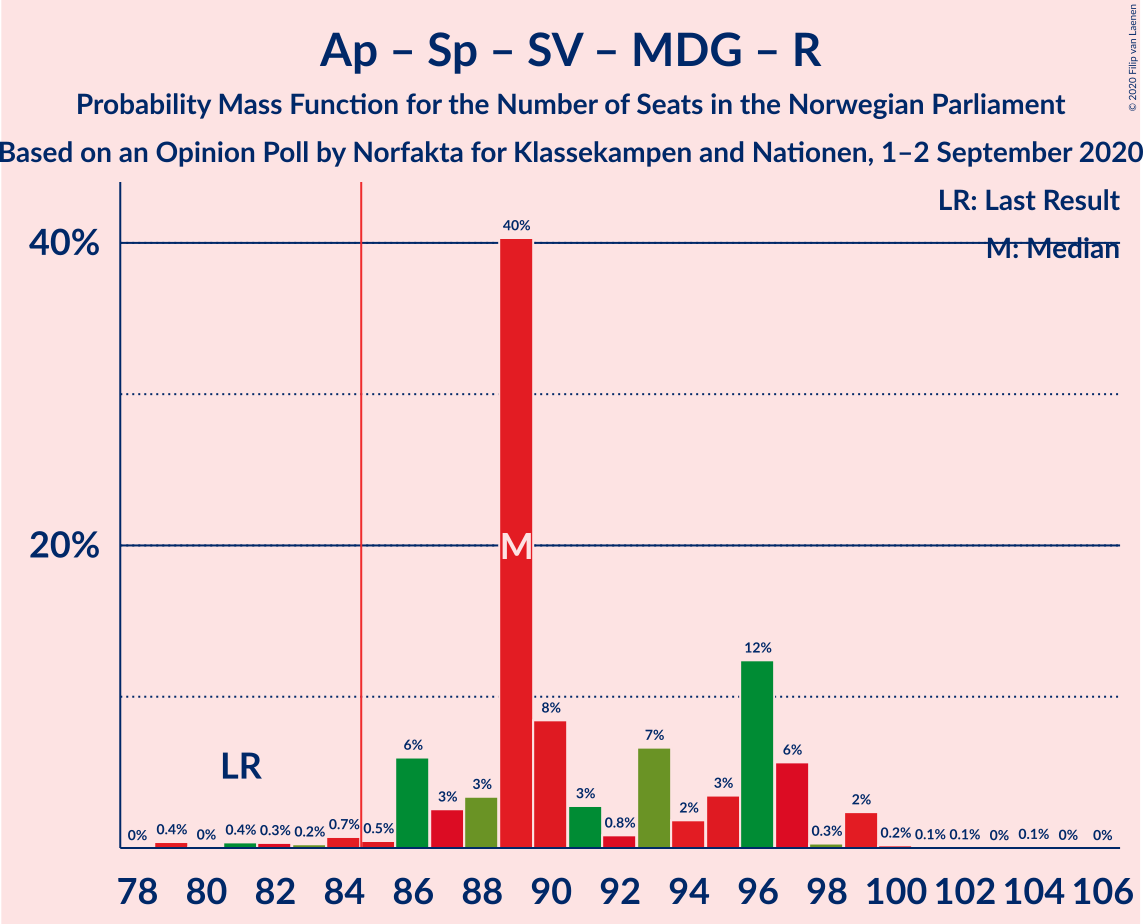 Ap – Sp – SV – MDG – R
Probability Mass Function for the Number of Seats in the Norwegian Parliament
Based on an Opinion Poll by Norfakta for Klassekampen and Nationen, 1–2 September 2020
© 2020 Filip van Laenen
LR: Last Result
M: Median
40%
20%
LR
M
0% 0.4% 0% 0.4% 0.3% 0.2% 0.7% 0.5% 6% 3% 3% 40% 8% 3% 0.8% 7% 2% 3% 12% 6% 0.3% 2% 0.2% 0.1% 0.1% 0% 0.1% 0% 0%
78 80 82 84 86 88 90 92 94 96 98 100 102 104 106